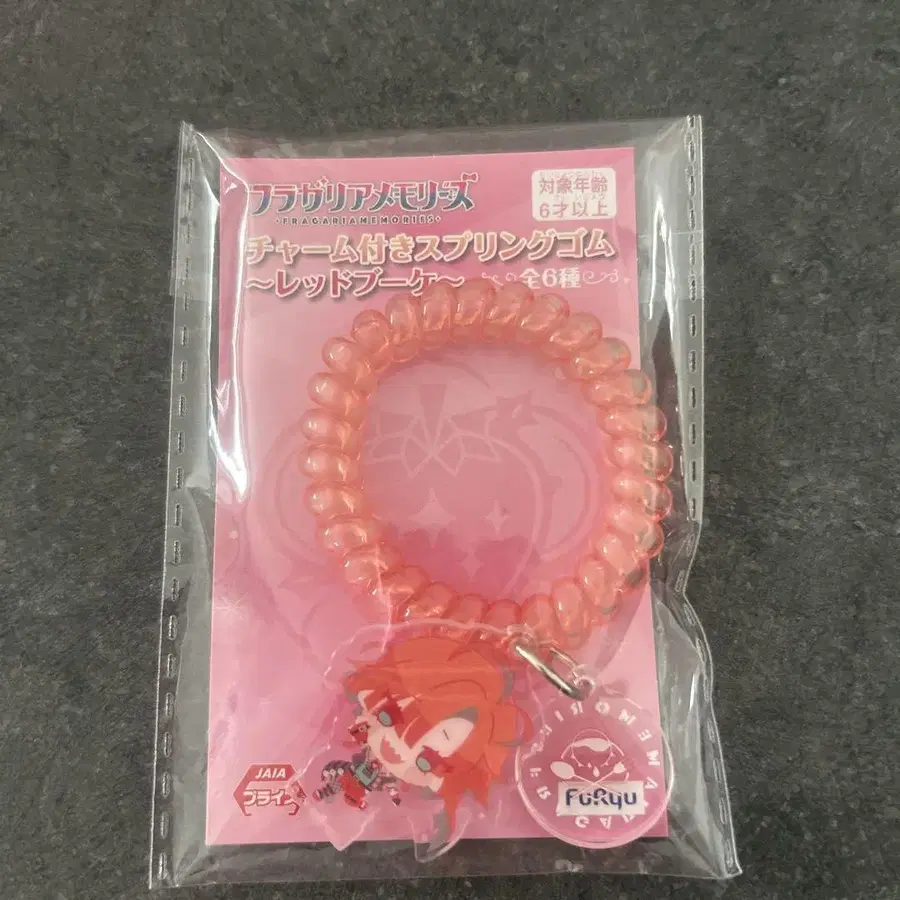 フラガリアメモリーズ
・FRAGARIAMEMORIES・
対象年齢
6才以上
チャーム付きスプリングゴム
～レッドブーケ～ 全6種
JAIA
プライ
FuRyu